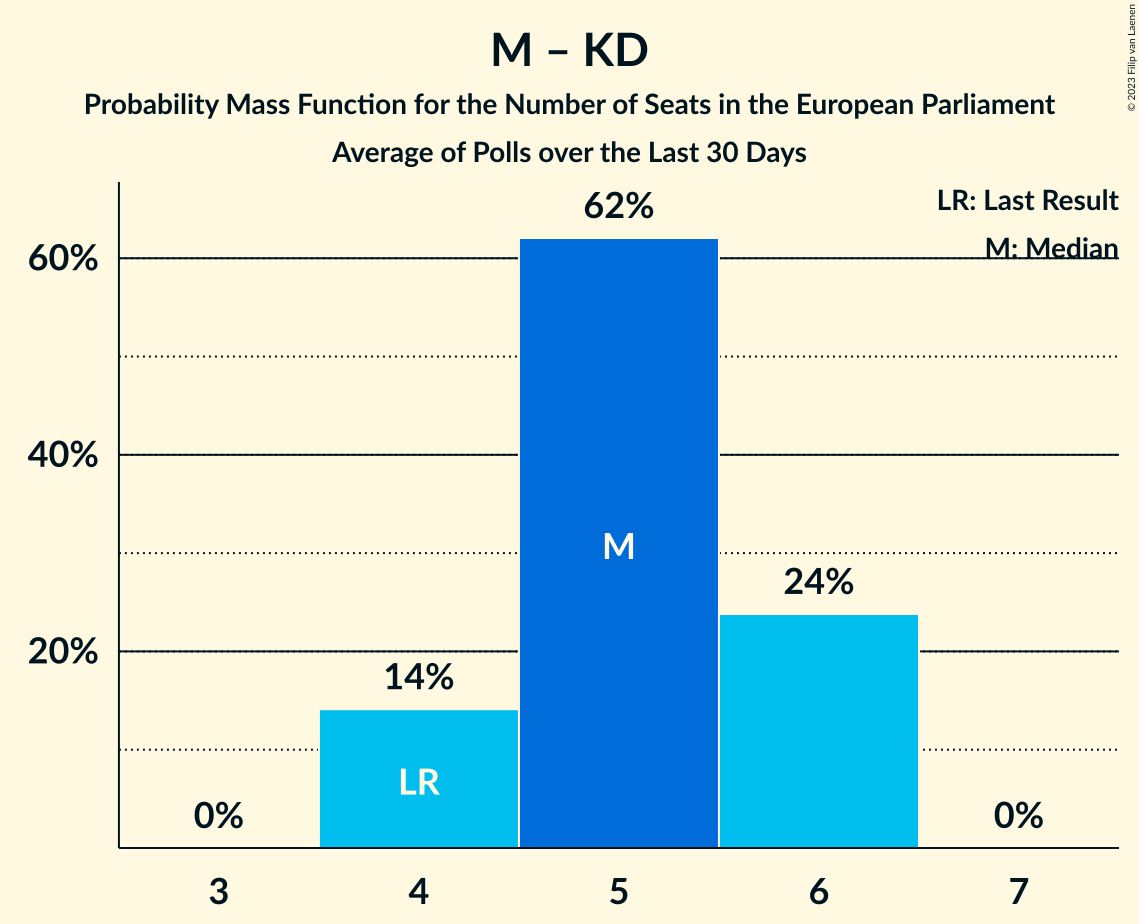 M – KD
Probability Mass Function for the Number of Seats in the European Parliament
Average of Polls over the Last 30 Days
© 2023 Filip van Laenen
LR: Last Result
M: Median
62%
60%
40%
M
24%
20%
14%
LR
0%
0%
3
4
5
6
7